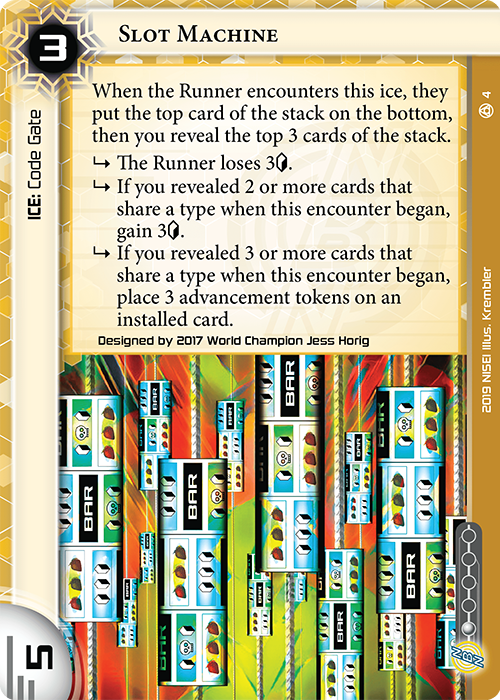 3
SLOT MACHINE
ICE: Code Gate
When the Runner encounters this ice, they
put the top card of the stack on the bottom,
then you reveal the top 3 cards of the stack.
↳ The Runner loses 3.
↳ If you revealed 2 or more cards that
share a type when this encounter began,
gain 3.
↳ If you revealed 3 or more cards that
share a type when this encounter began,
place 3 advancement tokens on an
installed card.
Designed by 2017 World Champion Jess Horig
4
2019 NISEI Illus. Krembler
BAR
BAR
BAR
BAR
BAR
BAR
5
NBN